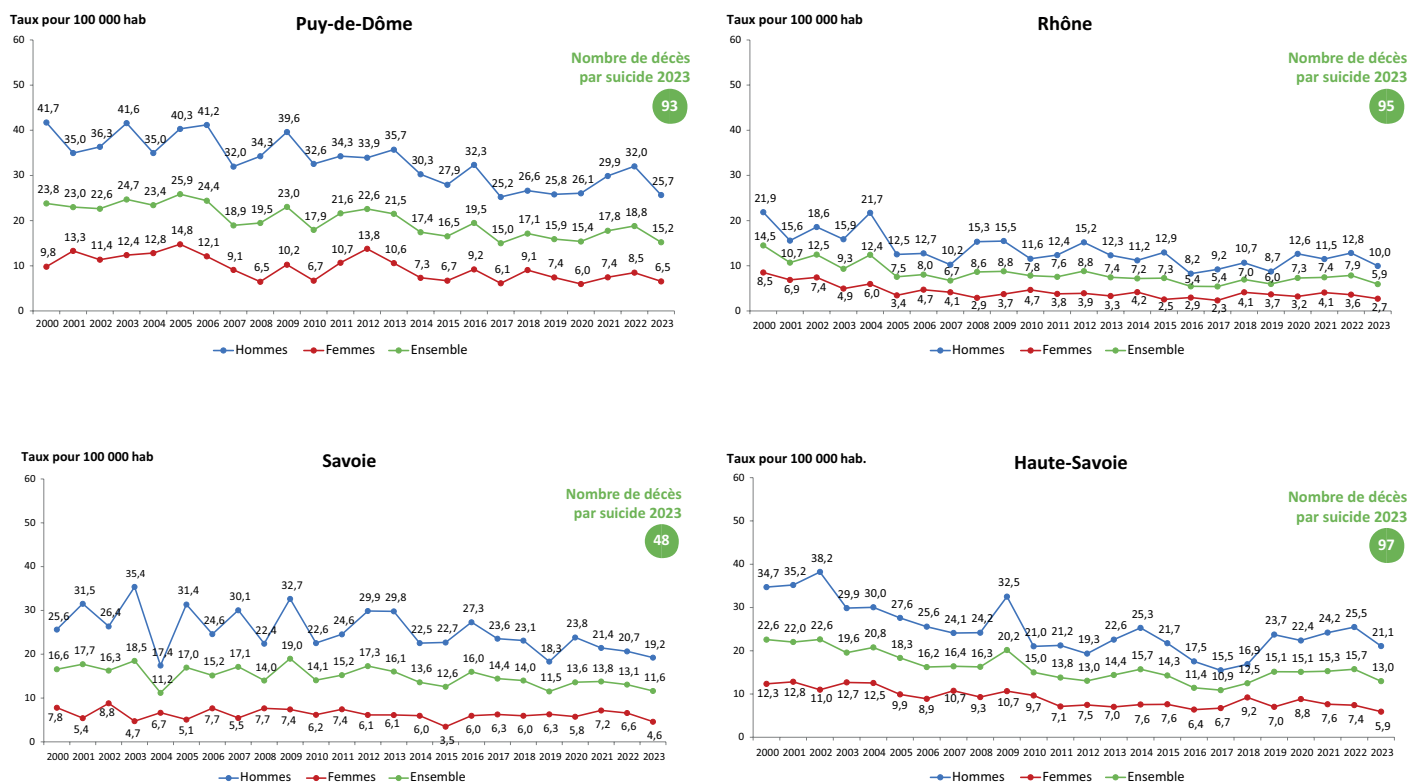 Taux pour 100 000 hab
Puy-de-Dôme
Nombre de décès
par suicide 2023
93
60
50
40
30
20
10
0
41,7 35,0 36,3 41,6 35,0 40,3 41,2 32,0 34,3 39,6 32,6 34,3 33,9 35,7 30,3 27,9 32,3 25,2 26,6 25,8 26,1 29,9 32,0 25,7
23,8 23,0 22,6 24,7 23,4 25,9 24,4 18,9 19,5 23,0 17,9 21,6 22,6 21,5 17,4 16,5 19,5 15,0 17,1 15,9 15,4 17,8 18,8 15,2
9,8 13,3 11,4 12,4 12,8 14,8 12,1 9,1 6,5 10,2 6,7 10,7 13,8 10,6 7,3 6,7 9,2 6,1 9,1 7,4 6,0 7,4 8,5 6,5
2000 2001 2002 2003 2004 2005 2006 2007 2008 2009 2010 2011 2012 2013 2014 2015 2016 2017 2018 2019 2020 2021 2022 2023
Hommes Femmes Ensemble
Taux pour 100 000 hab
Rhône
Nombre de décès
par suicide 2023
95
60
50
40
30
20
10
0
21,9 15,6 18,6 15,9 21,7 12,5 12,7 10,2 15,3 15,5 11,6 12,4 15,2 12,3 11,2 12,9 8,2 9,2 10,7 8,7 12,6 11,5 12,8 10,0
14,5 10,7 12,5 9,3 12,4 7,5 8,0 6,7 8,6 8,8 7,8 7,6 8,8 7,4 7,2 7,3 5,4 5,4 7,0 6,0 7,3 7,4 7,9 5,9
8,5 6,9 7,4 4,9 6,0 3,4 4,7 4,1 2,9 3,7 4,7 3,8 3,9 3,3 4,2 2,5 2,9 2,3 4,1 3,7 3,2 4,1 3,6 2,7
2000 2001 2002 2003 2004 2005 2006 2007 2008 2009 2010 2011 2012 2013 2014 2015 2016 2017 2018 2019 2020 2021 2022 2023
Hommes Femmes Ensemble
Taux pour 100 000 hab
Savoie
Nombre de décès
par suicide 2023
48
60
50
40
30
20
10
0
25,6 31,5 26,4 35,4 17,4 31,4 24,6 30,1 22,4 32,7 22,6 24,6 29,9 29,8 22,5 22,7 27,3 23,6 23,1 18,3 23,8 21,4 20,7 19,2
16,6 17,7 16,3 18,5 11,2 17,0 15,2 17,1 14,0 19,0 14,1 15,2 17,3 16,1 13,6 12,6 16,0 14,4 14,0 11,5 13,6 13,8 13,1 11,6
7,8 5,4 8,8 4,7 6,7 5,1 7,7 5,5 7,7 7,4 6,2 7,4 6,1 6,1 6,0 3,5 6,0 6,3 6,0 6,3 5,8 7,2 6,6 4,6
2000 2001 2002 2003 2004 2005 2006 2007 2008 2009 2010 2011 2012 2013 2014 2015 2016 2017 2018 2019 2020 2021 2022 2023
Hommes Femmes Ensemble
Taux pour 100 000 hab.
Haute-Savoie
Nombre de décès
par suicide 2023
97
60
50
40
30
20
10
0
34,7 35,2 38,2 29,9 30,0 27,6 25,6 24,1 24,2 32,5 21,0 21,2 19,3 22,6 25,3 21,7 17,5 15,5 16,9 23,7 22,4 24,2 25,5 21,1
22,6 22,0 22,6 19,6 20,8 18,3 16,2 16,4 16,3 20,2 15,0 13,8 13,0 14,4 15,7 14,3 11,4 10,9 12,5 15,1 15,1 15,3 15,7 13,0
12,3 12,8 11,0 12,7 12,5 9,9 8,9 10,7 9,3 10,7 9,7 7,1 7,5 7,0 7,6 7,6 6,4 6,7 9,2 7,0 8,8 7,6 7,4 5,9
2000 2001 2002 2003 2004 2005 2006 2007 2008 2009 2010 2011 2012 2013 2014 2015 2016 2017 2018 2019 2020 2021 2022 2023
Hommes Femmes Ensemble